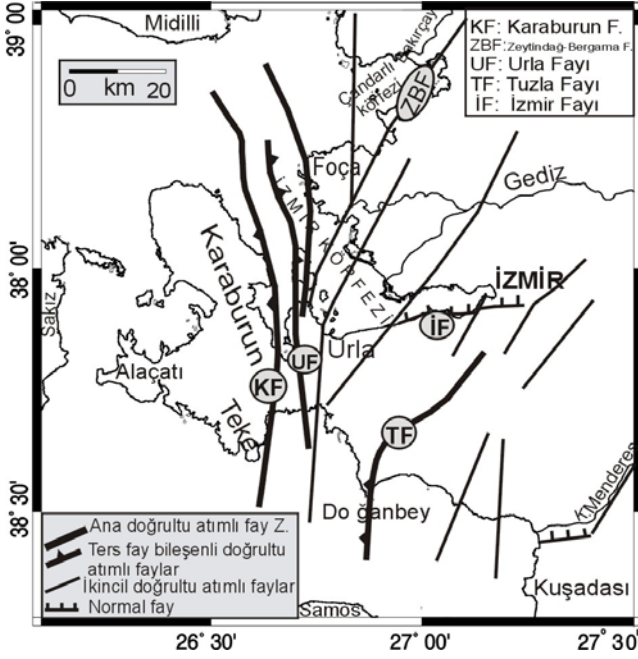 39° 00'
38° 00'
38° 30'
Midilli
Çandarlı Bakırçay
körfezi
ZBF
KF: Karaburun F.
ZBF:Zeytindağ-Bergama F.
UF: Urla Fayı
TF: Tuzla Fayı
İF: İzmir Fayı
0 km 20
Foça
Gediz
İZMİR KÖRFEZİ
Karaburun
İZMİR
İF
Sakız
Urla
UF
Alaçatı
KF
Teke
TF
K.Menderes
Do ğanbey
Kuşadası
Samos
Ana doğrultu atımlı fay Z.
Ters fay bileşenli doğrultu
atımlı faylar
İkincil doğrultu atımlı faylar
Normal fay
26° 30'
27° 00'
27° 30'